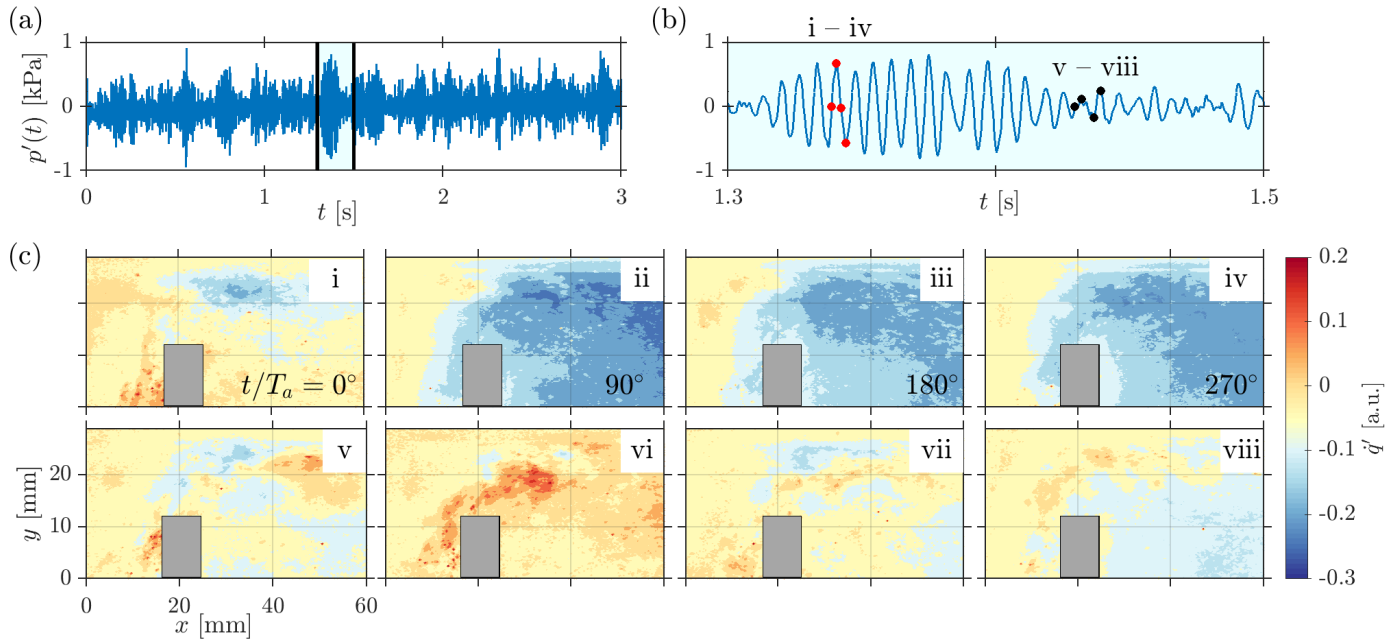 (a)
(b)
i – iv
v – viii
1
0
-1
p′(t) [kPa]
0
1
2
3
t [s]
1
0
-1
1.3
1.5
t [s]
(c)
i
ii
iii
iv
t/Tₐ = 0°
90°
180°
270°
v
vi
vii
viii
20
10
0
y [mm]
0
20
40
60
x [mm]
0.2
0.1
0
-0.1
-0.2
-0.3
q̇′ [a.u.]